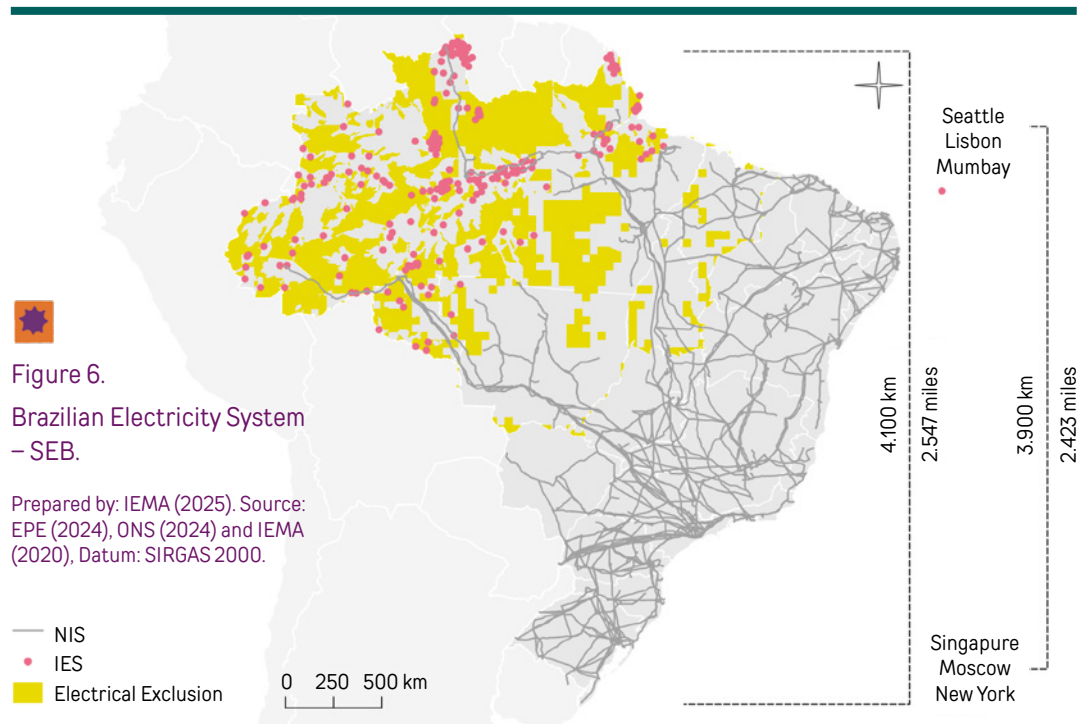 Seattle
Lisbon
Mumbay
4.100 km
2.547 miles
3.900 km
2.423 miles
Singapure
Moscow
New York
Figure 6.
Brazilian Electricity System
– SEB.
Prepared by: IEMA (2025). Source:
EPE (2024), ONS (2024) and IEMA
(2020), Datum: SIRGAS 2000.
NIS
IES
Electrical Exclusion
0 250 500 km